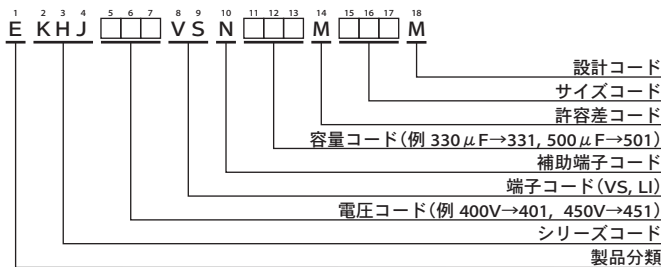 1 2 3 4 5 6 7 8 9 10 11 12 13 14 15 16 17 18
E K H J □□□ V S N □□□ M □□□ M
設計コード
サイズコード
許容差コード
容量コード(例 330μF→331, 500μF→501)
補助端子コード
端子コード(VS, LI)
電圧コード(例 400V→401, 450V→451)
シリーズコード
製品分類